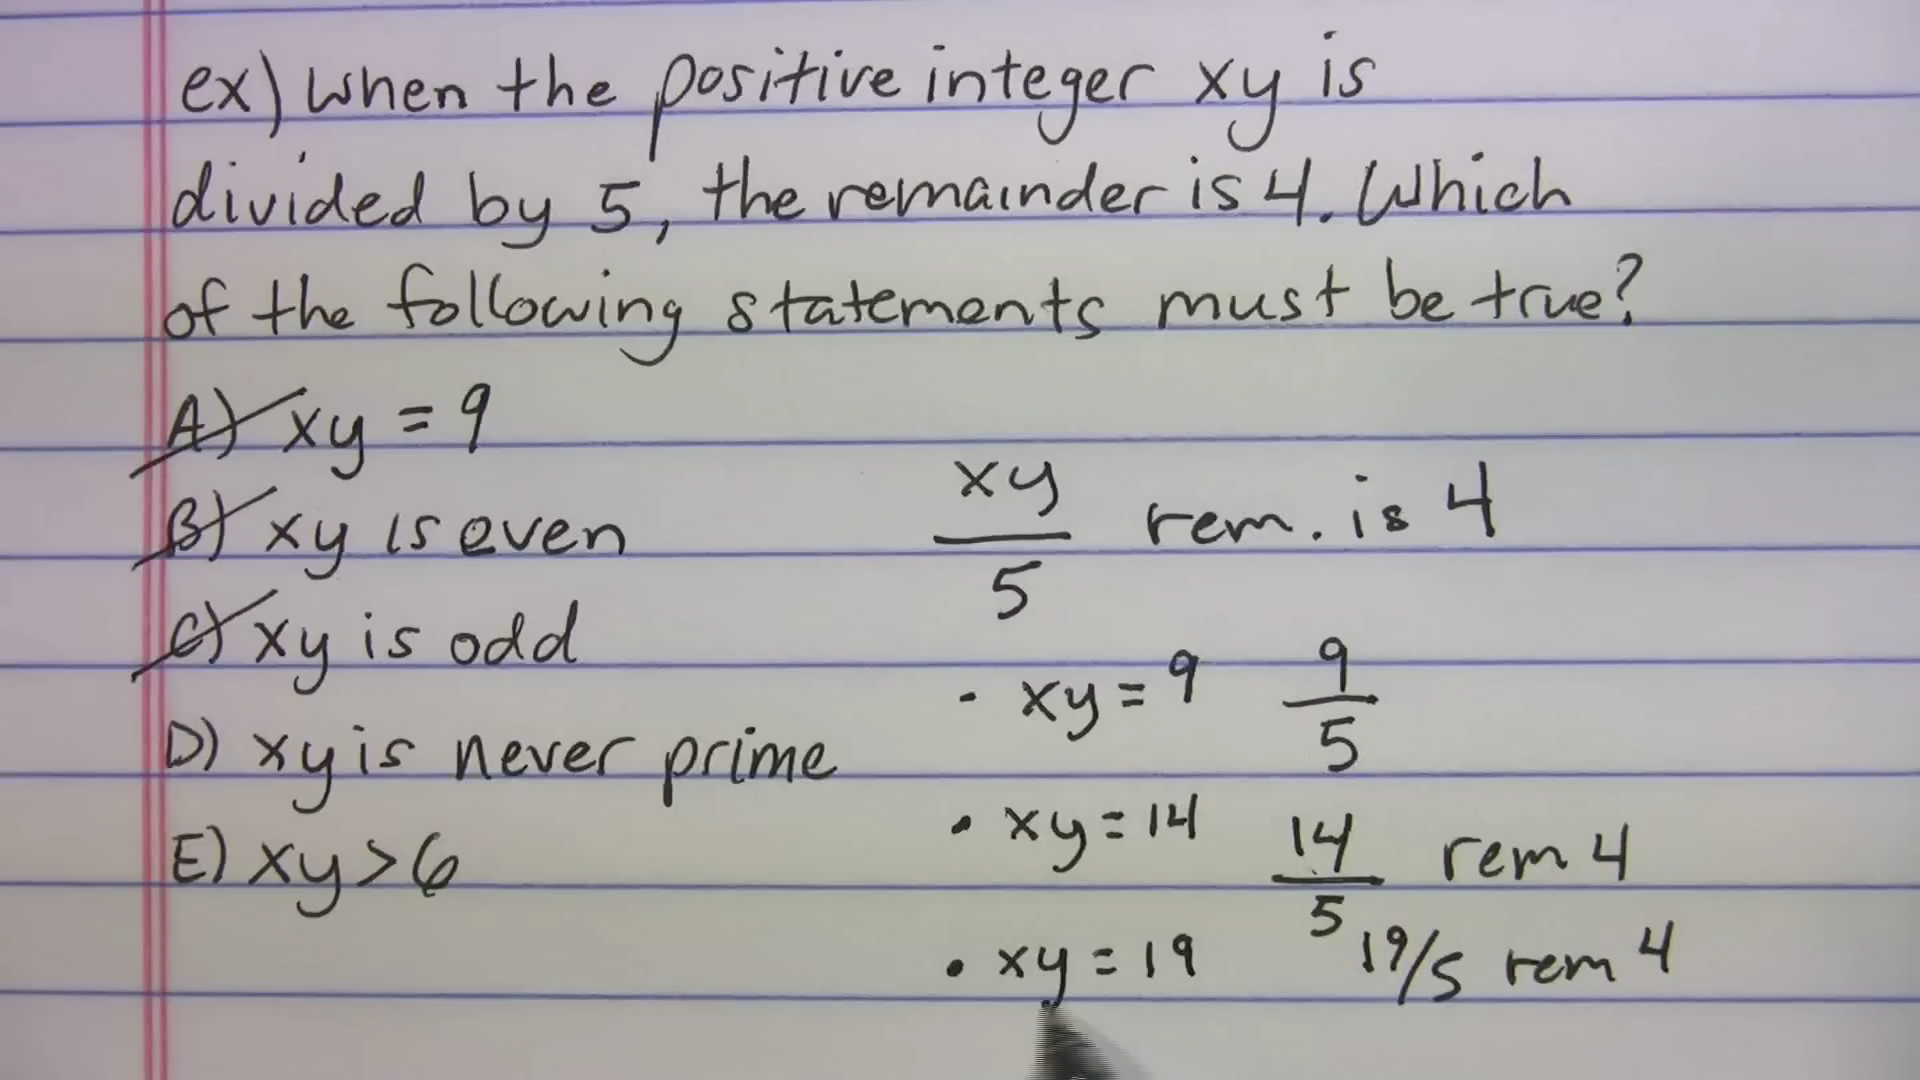 ex) when the positive integer xy is
divided by 5, the remainder is 4. Which
of the following statements must be true?
A) xy = 9
B) xy is even
C) xy is odd
D) xy is never prime
E) xy > 6
xy
5
rem. is 4
• xy = 9
9
5
• xy = 14
14
5
rem 4
• xy = 19
19/5 rem 4